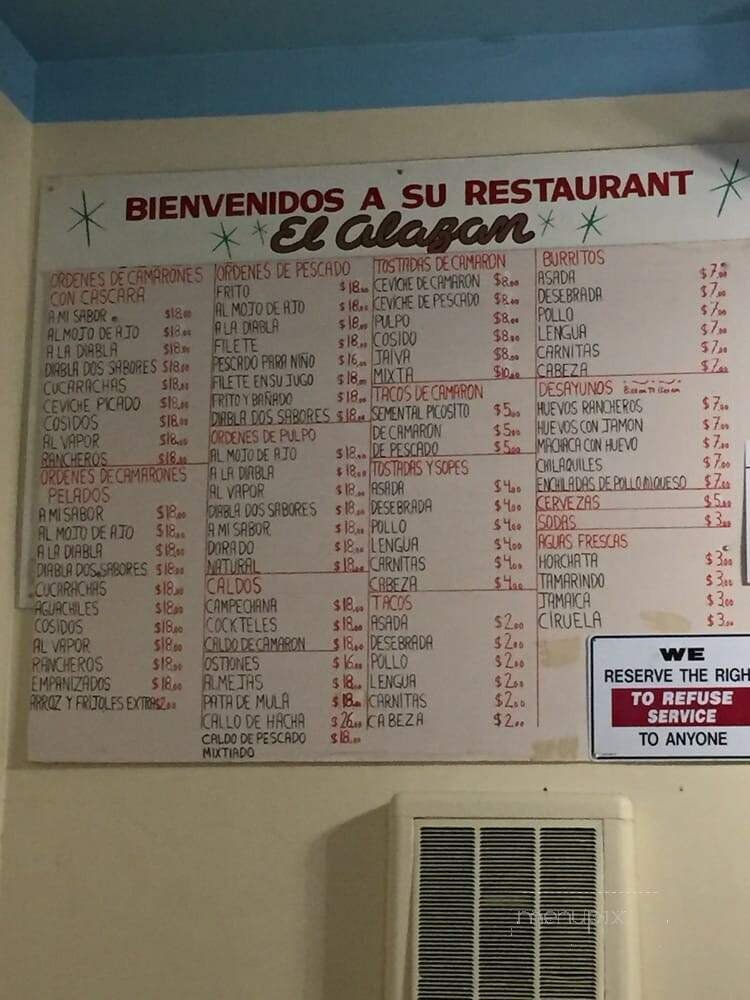 BIENVENIDOS A SU RESTAURANT
El Alazan
ORDENES DE CAMARONES
CON CASCARA
A MI SABOR $18.00
AL MOJO DE AJO $18.00
A LA DIABLA $18.00
DIABLA DOS SABORES $18.00
CUCARACHAS $18.00
CEVICHE PICADO $18.00
COSIDOS $18.00
AL VAPOR $18.00
RANCHEROS $18.00
ORDENES DE CAMARONES
PELADOS
A MI SABOR $18.00
AL MOJO DE AJO $18.00
A LA DIABLA $18.00
DIABLA DOS SABORES $18.00
CUCARACHAS $18.00
AGUACHILES $18.00
COSIDOS $18.00
AL VAPOR $18.00
RANCHEROS $18.00
EMPANIZADOS $18.00
ARROZ Y FRIJOLES EXTRAS $2.00
ORDENES DE PESCADO
FRITO $18.00
AL MOJO DE AJO $18.00
A LA DIABLA $18.00
FILETE $18.00
PESCADO PARA NIÑO $16.00
FILETE EN SU JUGO $18.00
FRITO Y BAÑADO $18.00
DIABLA DOS SABORES $18.00
ORDENES DE PULPO
AL MOJO DE AJO $18.00
A LA DIABLA $18.00
AL VAPOR $18.00
DIABLA DOS SABORES $18.00
A MI SABOR $18.00
DORADO $18.00
NATURAL $18.00
CALDOS
CAMPECHANA $18.00
COCKTELES $18.00
CALDO DE CAMARON $18.00
OSTIONES $16.00
ALMEJAS $18.00
PATA DE MULA $18.00
CALLO DE HACHA $26.00
CALDO DE PESCADO $18.00
MIXTIADO
TOSTADAS DE CAMARON
CEVICHE DE CAMARON $8.00
CEVICHE DE PESCADO $8.00
PULPO $8.00
COSIDO $8.00
JAIVA $8.00
MIXTA $10.00
TACOS DE CAMARON
SEMENTAL PICOSITO $5.00
DE CAMARON $5.00
DE PESCADO $5.00
TOSTADAS Y SOPES
ASADA $4.00
DESEBRADA $4.00
POLLO $4.00
LENGUA $4.00
CARNITAS $4.00
CABEZA $4.00
TACOS
ASADA $2.00
DESEBRADA $2.00
POLLO $2.00
LENGUA $2.00
CARNITAS $2.00
CABEZA $2.00
BURRITOS
ASADA $7.00
DESEBRADA $7.00
POLLO $7.00
LENGUA $7.00
CARNITAS $7.00
CABEZA $7.00
DESAYUNOS
HUEVOS RANCHEROS $7.00
HUEVOS CON JAMON $7.00
MACHACA CON HUEVO $7.00
CHILAQUILES $7.00
ENCHILADAS DE POLLO O QUESO $7.00
CERVEZAS $5.00
SODAS $3.00
AGUAS FRESCAS
HORCHATA $3.00
TAMARINDO $3.00
JAMAICA $3.00
CIRUELA $3.00
WE
RESERVE THE RIGH
TO REFUSE
SERVICE
TO ANYONE
menupix